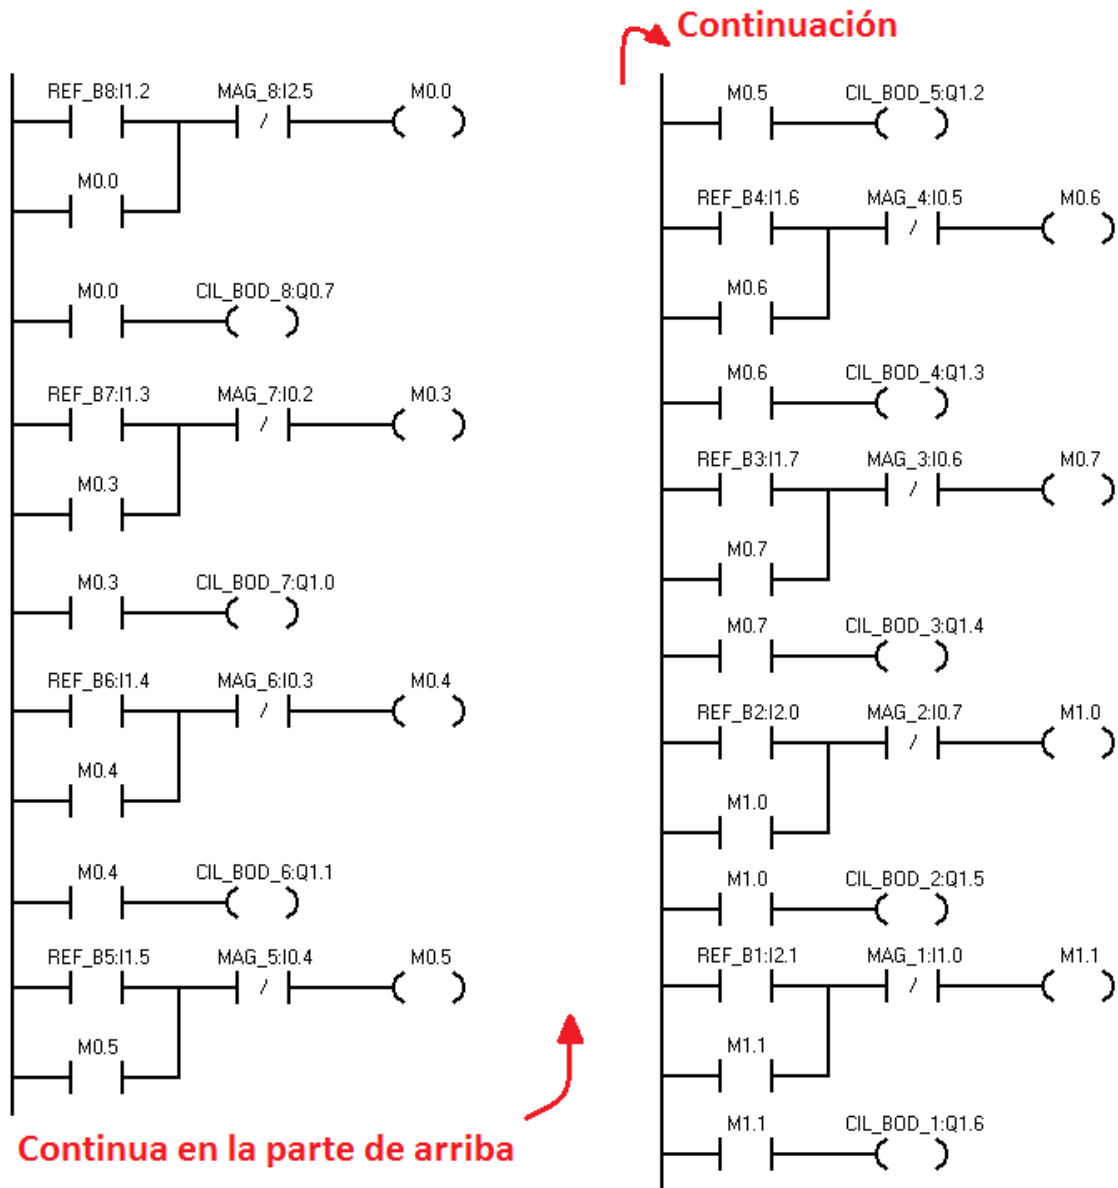 Continuación
REF_B8:I1.2 MAG_8:I2.5 M0.0
M0.0
M0.0 CIL_BOD_8:Q0.7
REF_B7:I1.3 MAG_7:I0.2 M0.3
M0.3
M0.3 CIL_BOD_7:Q1.0
REF_B6:I1.4 MAG_6:I0.3 M0.4
M0.4
M0.4 CIL_BOD_6:Q1.1
REF_B5:I1.5 MAG_5:I0.4 M0.5
M0.5
Continua en la parte de arriba
M0.5 CIL_BOD_5:Q1.2
REF_B4:I1.6 MAG_4:I0.5 M0.6
M0.6
M0.6 CIL_BOD_4:Q1.3
REF_B3:I1.7 MAG_3:I0.6 M0.7
M0.7
M0.7 CIL_BOD_3:Q1.4
REF_B2:I2.0 MAG_2:I0.7 M1.0
M1.0
M1.0 CIL_BOD_2:Q1.5
REF_B1:I2.1 MAG_1:I1.0 M1.1
M1.1
M1.1 CIL_BOD_1:Q1.6